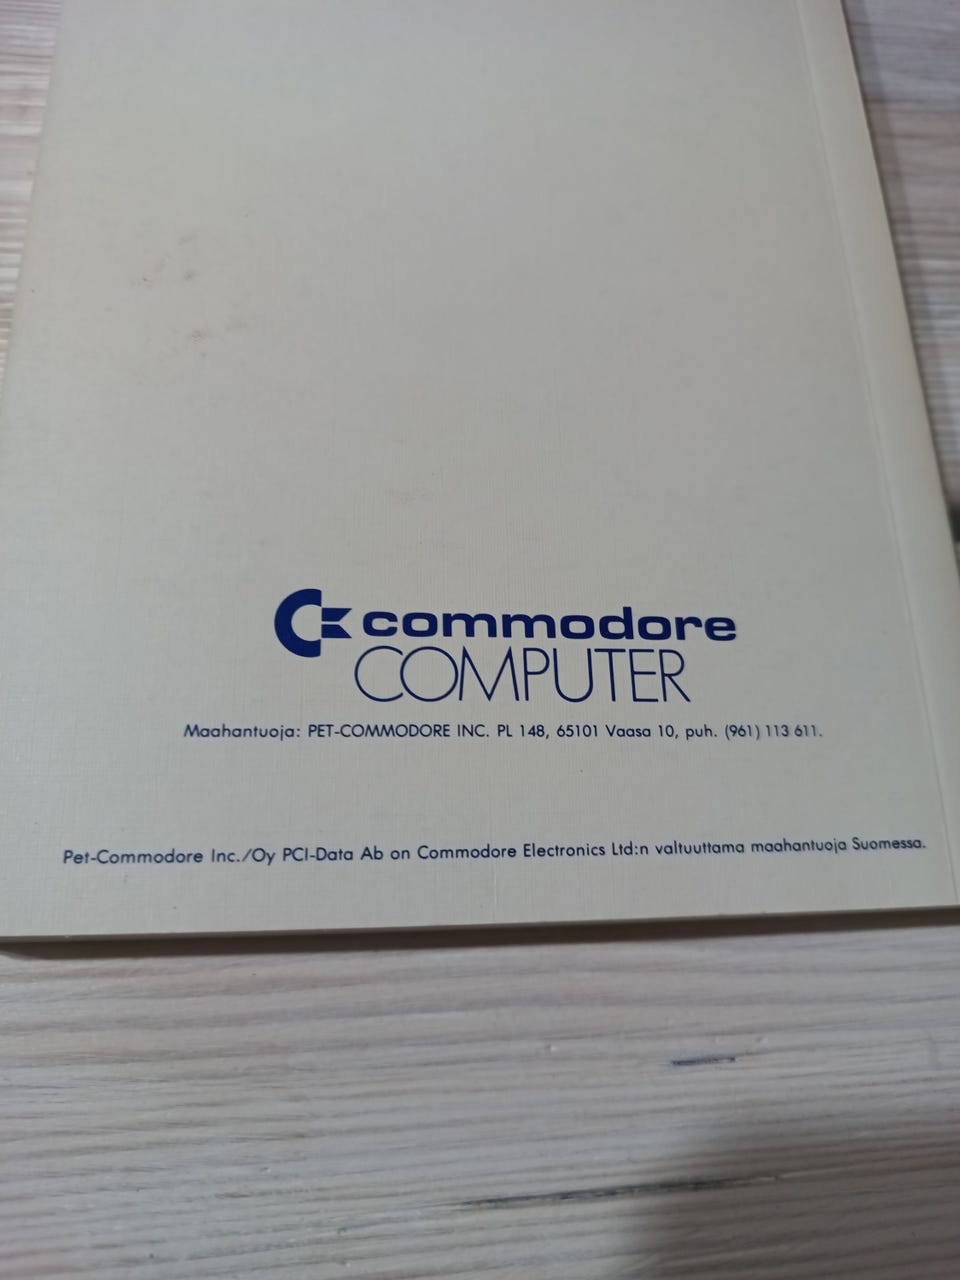 commodore
COMPUTER
Maahantuoja: PET-COMMODORE INC. PL 148, 65101 Vaasa 10, puh. (961) 113 611.
Pet-Commodore Inc./Oy PCI-Data Ab on Commodore Electronics Ltd:n valtuuttama maahantuoja Suomessa.